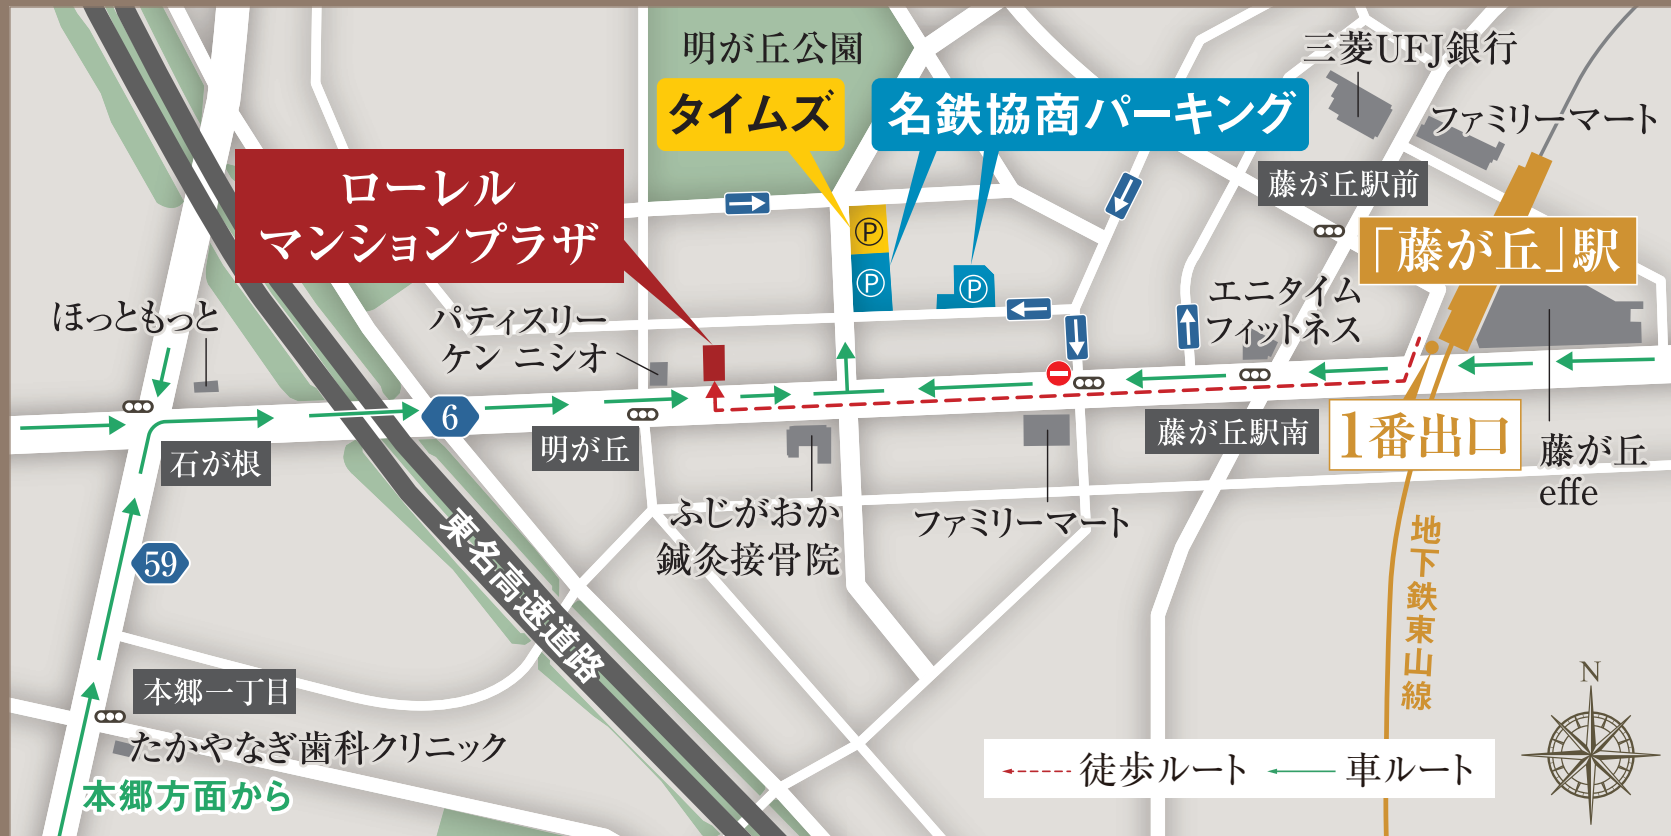 明が丘公園
三菱UFJ銀行
タイムズ
名鉄協商パーキング
ファミリーマート
ローレル
マンションプラザ
藤が丘駅前
「藤が丘」駅
P
P
P
ほっともっと
パティスリー
ケン ニシオ
エニタイム
フィットネス
6
明が丘
石が根
藤が丘駅南
1番出口
藤が丘
effe
ふじがおか
鍼灸接骨院
ファミリーマート
東名高速道路
地下鉄東山線
59
本郷一丁目
たかやなぎ歯科クリニック
本郷方面から
徒歩ルート
車ルート
N